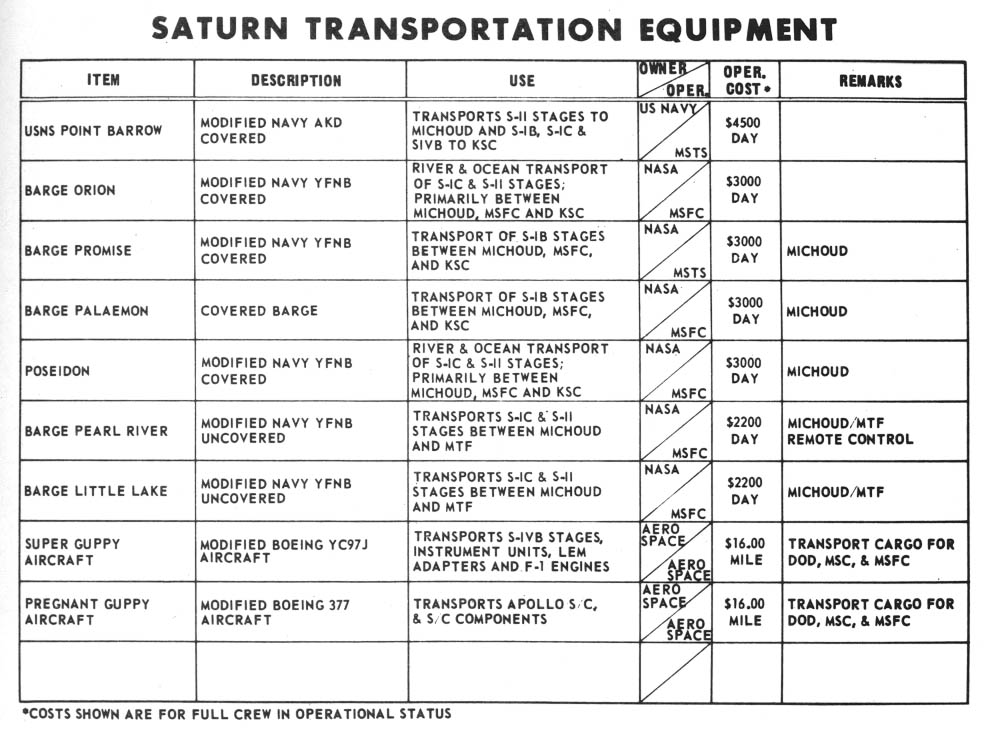 SATURN TRANSPORTATION EQUIPMENT
ITEM
DESCRIPTION
USE
OWNER
OPER.
OPER.
COST*
REMARKS
USNS POINT BARROW
MODIFIED NAVY AKD
COVERED
TRANSPORTS S-II STAGES TO
MICHOUD AND S-IB, S-IC &
SIVB TO KSC
US NAVY
MSTS
$4500
DAY
BARGE ORION
MODIFIED NAVY YFNB
COVERED
RIVER & OCEAN TRANSPORT
OF S-IC & S-II STAGES;
PRIMARILY BETWEEN
MICHOUD, MSFC AND KSC
NASA
MSFC
$3000
DAY
BARGE PROMISE
MODIFIED NAVY YFNB
COVERED
TRANSPORT OF S-IB STAGES
BETWEEN MICHOUD, MSFC,
AND KSC
NASA
MSTS
$3000
DAY
MICHOUD
BARGE PALAEMON
COVERED BARGE
TRANSPORT OF S-IB STAGES
BETWEEN MICHOUD, MSFC,
AND KSC
NASA
MSFC
$3000
DAY
MICHOUD
POSEIDON
MODIFIED NAVY YFNB
COVERED
RIVER & OCEAN TRANSPORT
OF S-IC & S-II STAGES;
PRIMARILY BETWEEN
MICHOUD, MSFC AND KSC
NASA
MSFC
$3000
DAY
MICHOUD
BARGE PEARL RIVER
MODIFIED NAVY YFNB
UNCOVERED
TRANSPORTS S-IC & S-II
STAGES BETWEEN MICHOUD
AND MTF
NASA
MSFC
$2200
DAY
MICHOUD/MTF
REMOTE CONTROL
BARGE LITTLE LAKE
MODIFIED NAVY YFNB
UNCOVERED
TRANSPORTS S-IC & S-II
STAGES BETWEEN MICHOUD
AND MTF
NASA
MSFC
$2200
DAY
MICHOUD/MTF
SUPER GUPPY
AIRCRAFT
MODIFIED BOEING YC97J
AIRCRAFT
TRANSPORTS S-IVB STAGES,
INSTRUMENT UNITS, LEM
ADAPTERS AND F-1 ENGINES
AERO
SPACE
AERO
SPACE
$16.00
MILE
TRANSPORT CARGO FOR
DOD, MSC, & MSFC
PREGNANT GUPPY
AIRCRAFT
MODIFIED BOEING 377
AIRCRAFT
TRANSPORTS APOLLO S/C,
& S/C COMPONENTS
AERO
SPACE
AERO
SPACE
$16.00
MILE
TRANSPORT CARGO FOR
DOD, MSC, & MSFC
*COSTS SHOWN ARE FOR FULL CREW IN OPERATIONAL STATUS